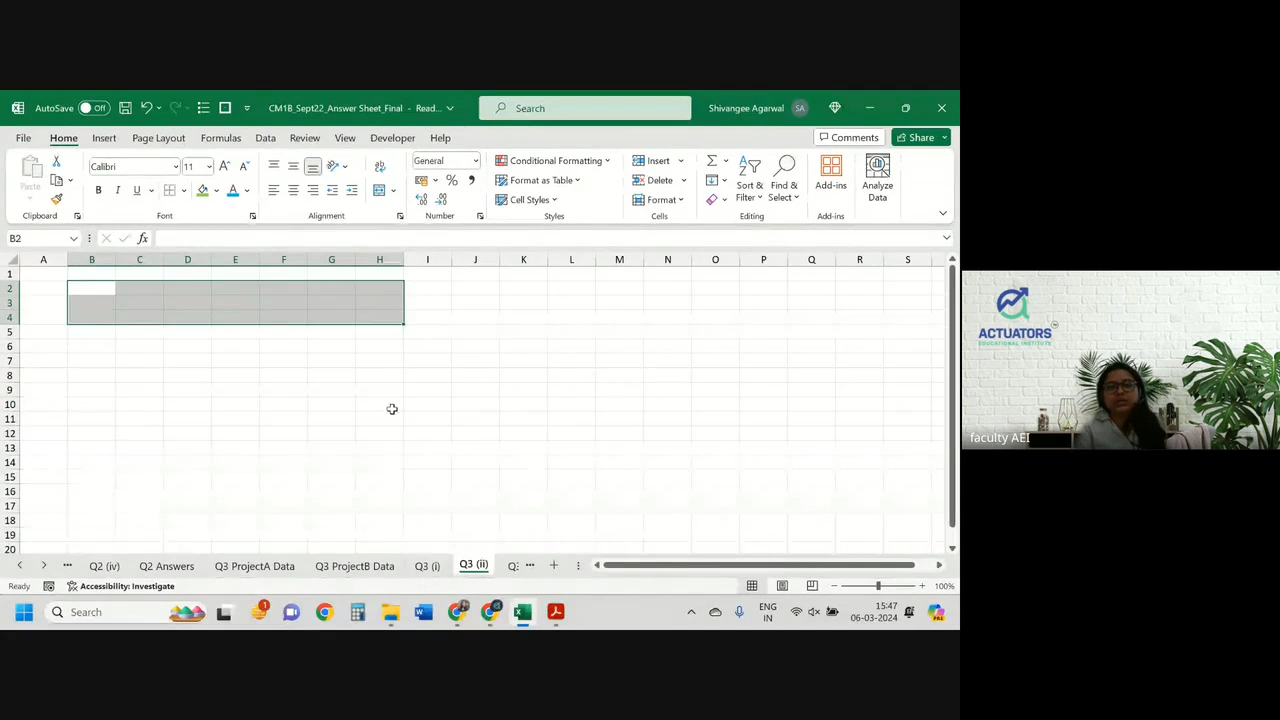 AutoSave Off CM1B_Sept22_Answer Sheet_Final - Read... Search Shivangee Agarwal SA
File Home Insert Page Layout Formulas Data Review View Developer Help Comments Share
Paste
Clipboard
Calibri 11
B I U
Font
Alignment
General
Number
Conditional Formatting
Format as Table
Cell Styles
Styles
Insert
Delete
Format
Cells
Sort &
Filter
Find &
Select
Editing
Add-ins
Add-ins
Analyze
Data
B2 fx
A B C D E F G H I J K L M N O P Q R S
1
2
3
4
5
6
7
8
9
10
11
12
13
14
15
16
17
18
19
20
Q2 (iv) Q2 Answers Q3 ProjectA Data Q3 ProjectB Data Q3 (i) Q3 (ii)
Ready Accessibility: Investigate 100%
Search 1 ENG 15:47
IN 06-03-2024
ACTUATORS
EDUCATIONAL INSTITUTE
faculty AEI